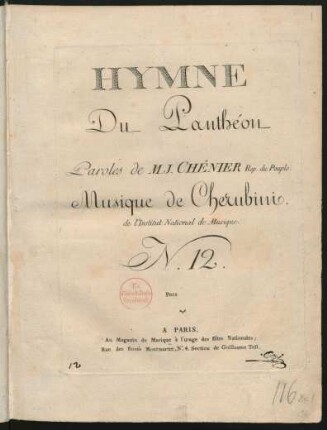 HYMNE
Du Panthéon
Paroles de M.J. CHÉNIER Rep. du Peuple
Musique de Cherubini.
de l'Institut National de Musique.
N. 12.
Prix
A PARIS.
Au Magasin de Musique à l'usage des fêtes Nationales;
Rue des Fossés Montmartre, N.º 4. Section de Guillaume Tell.
12